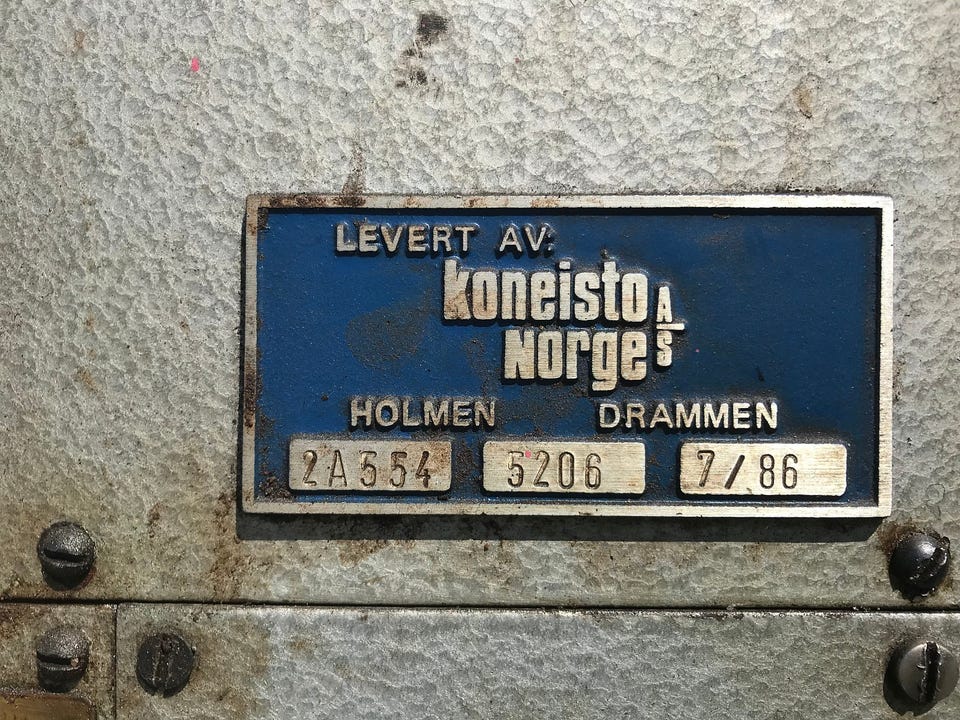 LEVERT AV:
koneisto A/S
Norge
HOLMEN DRAMMEN
2A554 5206 7/86